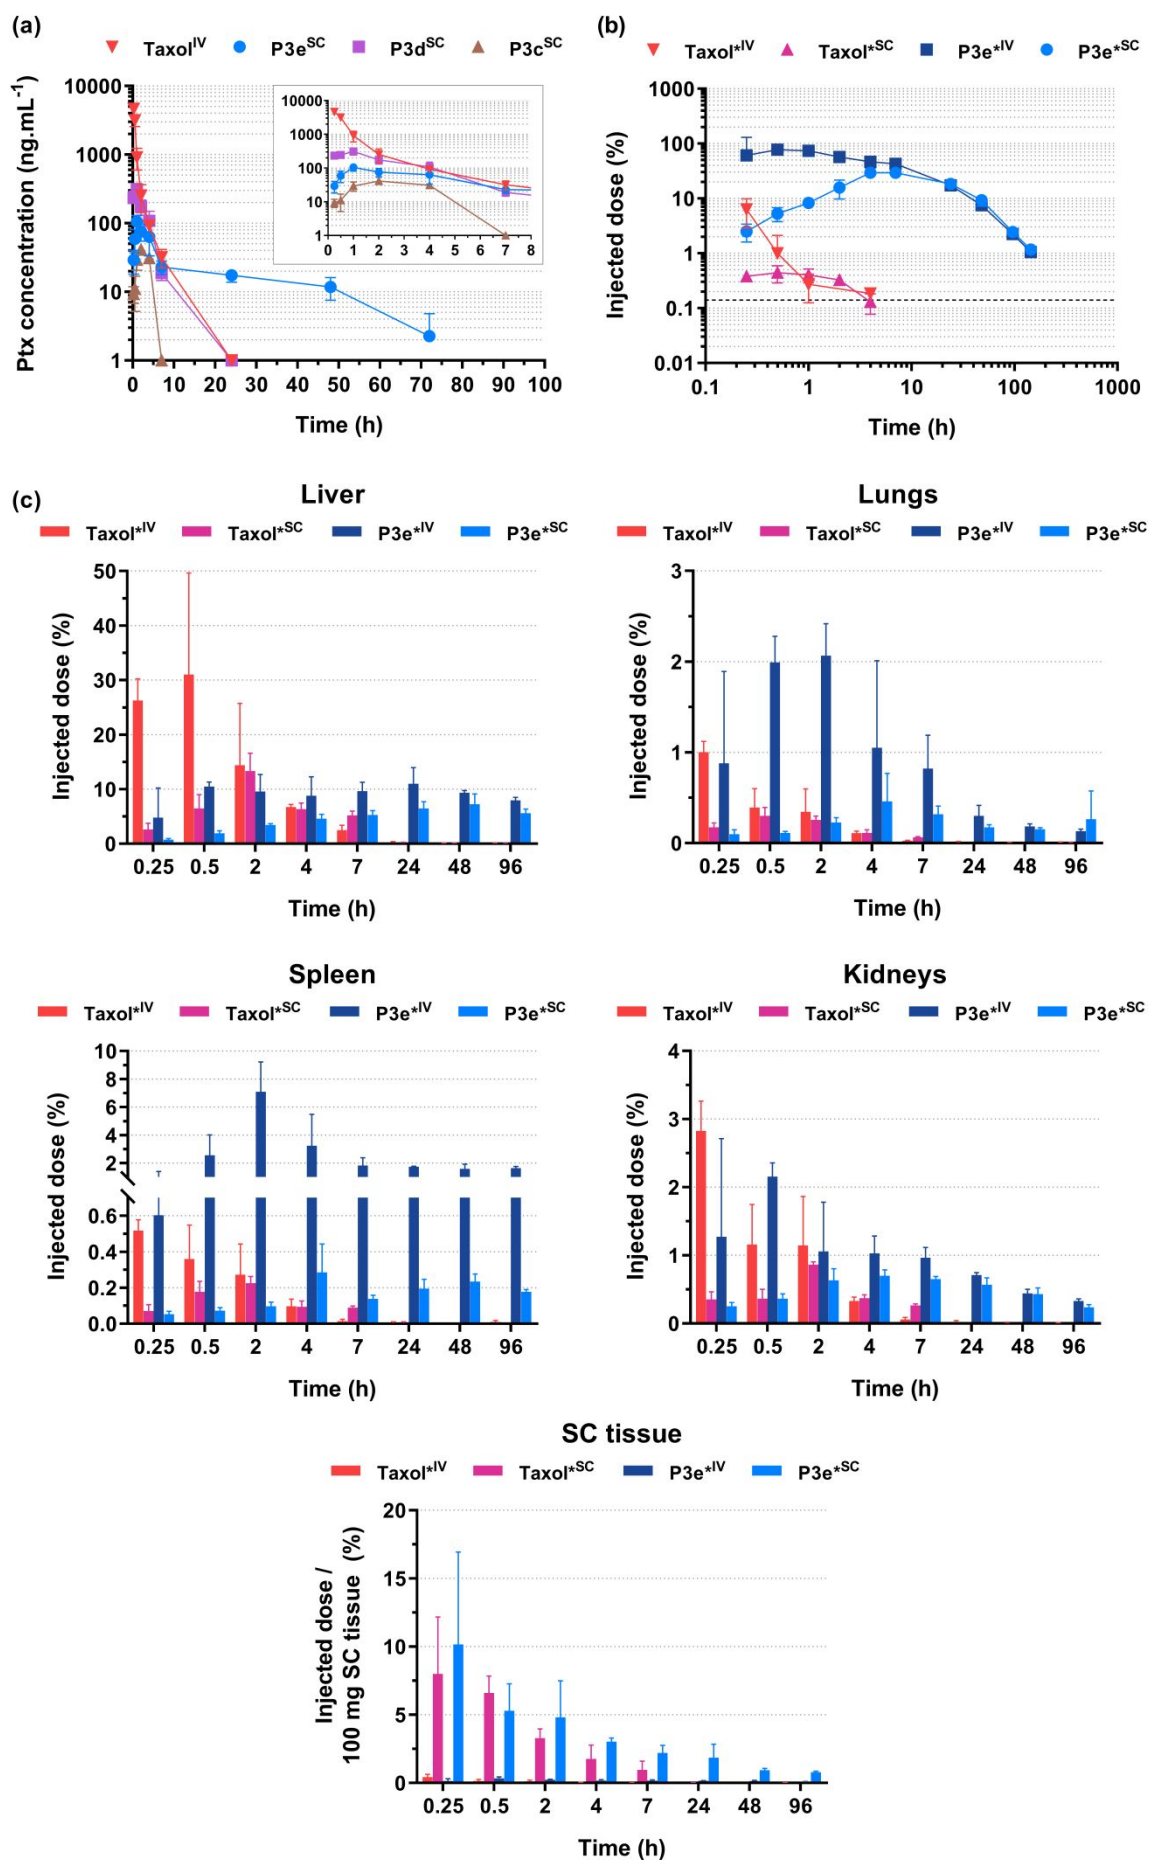 (a)
Taxol^IV P3e^SC P3d^SC P3c^SC
Ptx concentration (ng.mL⁻¹)
10000
1000
100
10
1
0 10 20 30 40 50 60 70 80 90 100
Time (h)
10000
1000
100
10
1
0 1 2 3 4 5 6 7 8
(b)
Taxol*^IV Taxol*^SC P3e*^IV P3e*^SC
Injected dose (%)
1000
100
10
1
0.1
0.01
0.1 1 10 100 1000
Time (h)
(c)
Liver
Taxol*^IV Taxol*^SC P3e*^IV P3e*^SC
Injected dose (%)
50
40
30
20
10
0
0.25 0.5 2 4 7 24 48 96
Time (h)
Lungs
Taxol*^IV Taxol*^SC P3e*^IV P3e*^SC
Injected dose (%)
3
2
1
0
0.25 0.5 2 4 7 24 48 96
Time (h)
Spleen
Taxol*^IV Taxol*^SC P3e*^IV P3e*^SC
Injected dose (%)
10
8
6
4
2
0.6
0.4
0.2
0.0
0.25 0.5 2 4 7 24 48 96
Time (h)
Kidneys
Taxol*^IV Taxol*^SC P3e*^IV P3e*^SC
Injected dose (%)
4
3
2
1
0
0.25 0.5 2 4 7 24 48 96
Time (h)
SC tissue
Taxol*^IV Taxol*^SC P3e*^IV P3e*^SC
Injected dose /
100 mg SC tissue (%)
20
15
10
5
0
0.25 0.5 2 4 7 24 48 96
Time (h)